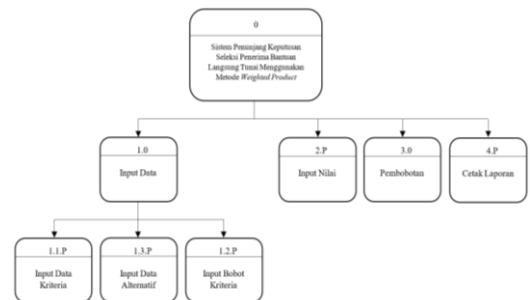 0
Sistem Penunjang Keputusan
Seleksi Penerima Bantuan
Langsung Tunai Menggunakan
Metode Weighted Product
1.0
Input Data
2.P
Input Nilai
3.0
Pembobotan
4.P
Cetak Laporan
1.1.P
Input Data
Kriteria
1.3.P
Input Data
Alternatif
1.2.P
Input Bobot
Kriteria